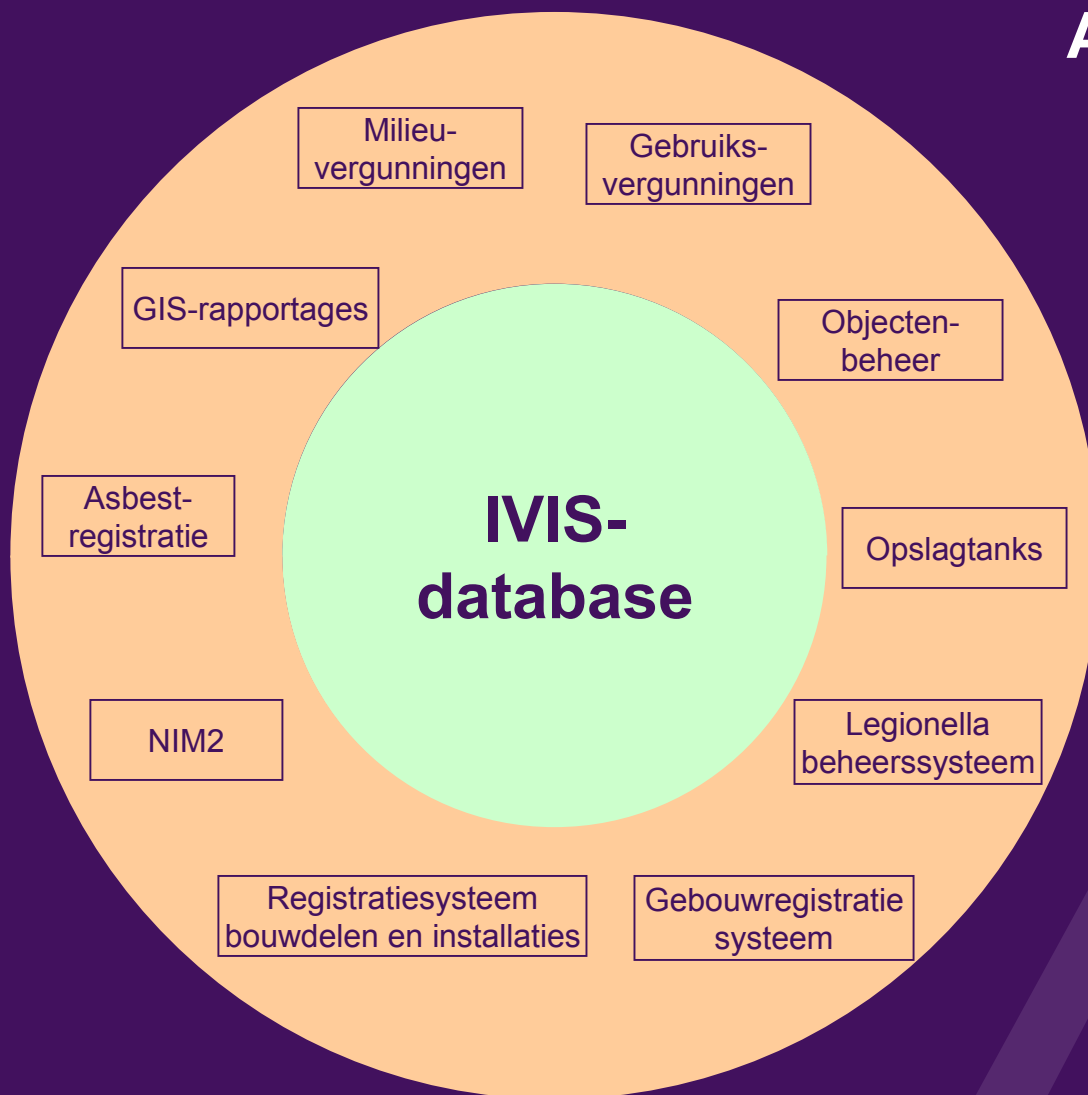 A
Milieu-
vergunningen
Gebruiks-
vergunningen
GIS-rapportages
Objecten-
beheer
Asbest-
registratie
IVIS-
database
Opslagtanks
NIM2
Legionella
beheerssysteem
Registratiesysteem
bouwdelen en installaties
Gebouwregistratie
systeem